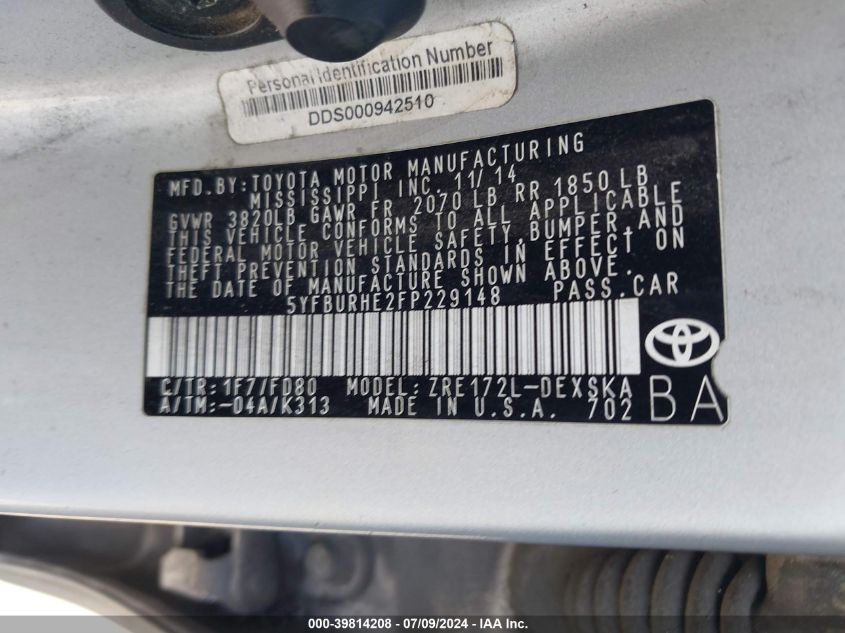 Personal Identification Number
DDS000942510
MFD.BY:TOYOTA MOTOR MANUFACTURING
MISSISSIPPI INC. 11/14
GVWR 3820LB GAWR FR 2070 LB RR 1850 LB
THIS VEHICLE CONFORMS TO ALL APPLICABLE
FEDERAL MOTOR VEHICLE SAFETY,BUMPER,AND
THEFT PREVENTION STANDARDS IN EFFECT ON
THE DATE OF MANUFACTURE SHOWN ABOVE.
5YFBURHE2FP229148 PASS.CAR
C/TR:1F7/FD80 MODEL:ZRE172L-DEXSKA
A/TM:-04A/K313 MADE IN U.S.A. 702 BA
000-39814208 - 07/09/2024 - IAA Inc.